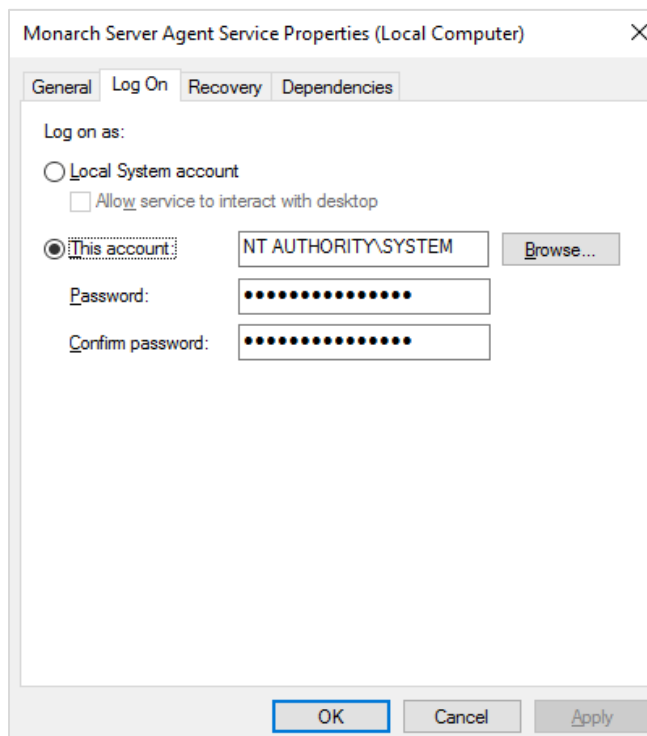 Monarch Server Agent Service Properties (Local Computer)
General Log On Recovery Dependencies
Log on as:
Local System account
Allow service to interact with desktop
This account: NT AUTHORITY\SYSTEM Browse...
Password: ●●●●●●●●●●●●●●●
Confirm password: ●●●●●●●●●●●●●●●
OK Cancel Apply